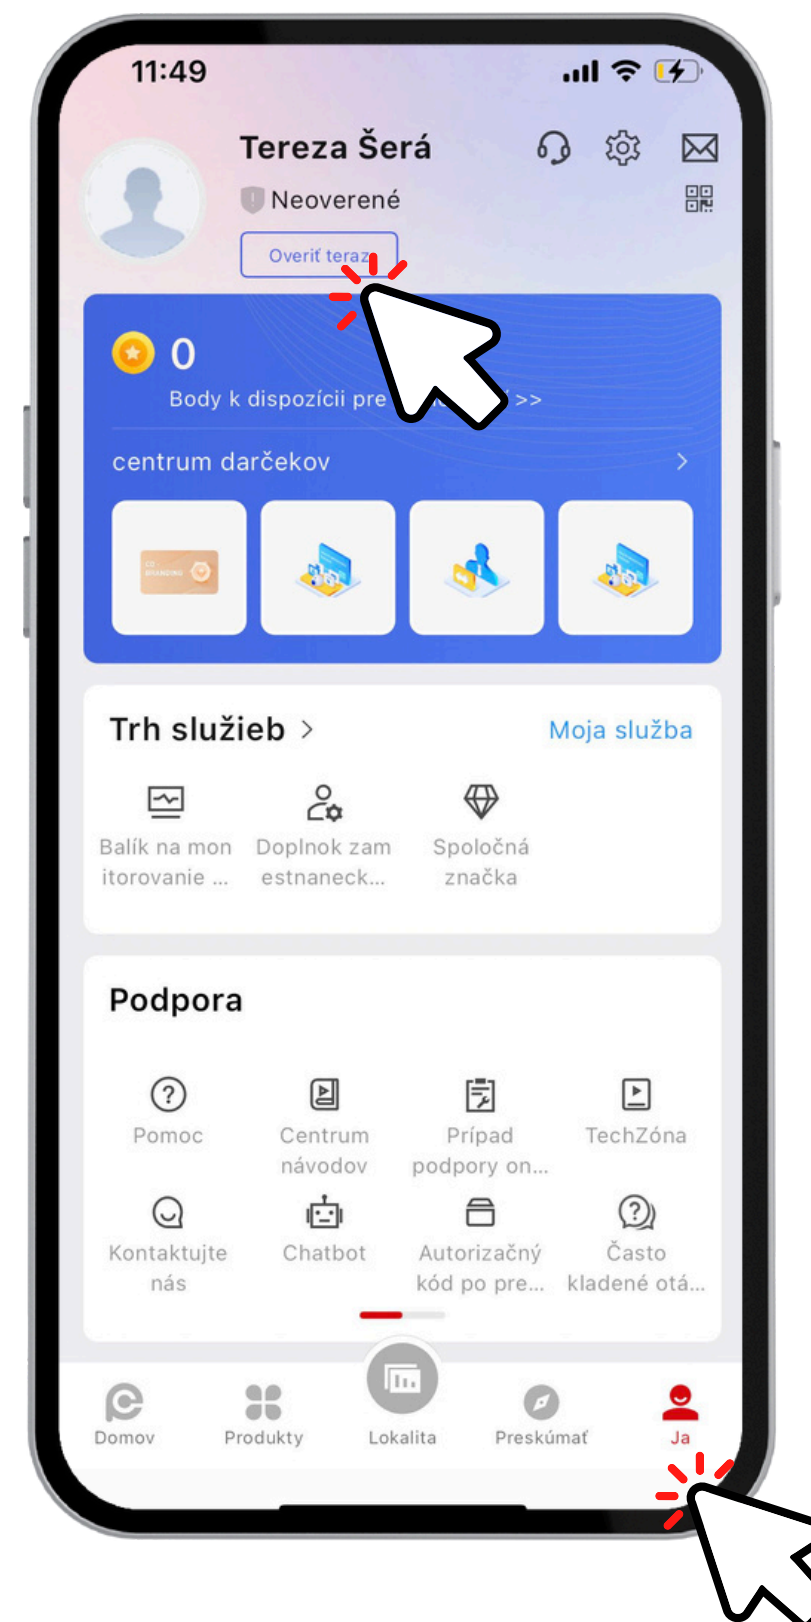 11:49
Tereza Šerá
Neoverené
Overiť teraz
0
Body k dispozícii pre >>
centrum darčekov
CO-BRANDING
Trh služieb >
Moja služba
Balík na mon
itorovanie ...
Doplnok zam
estnaneck...
Spoločná
značka
Podpora
Pomoc
Centrum
návodov
Prípad
podpory on...
TechZóna
Kontaktujte
nás
Chatbot
Autorizačný
kód po pre...
Často
kladené otá...
Domov
Produkty
Lokalita
Preskúmať
Ja